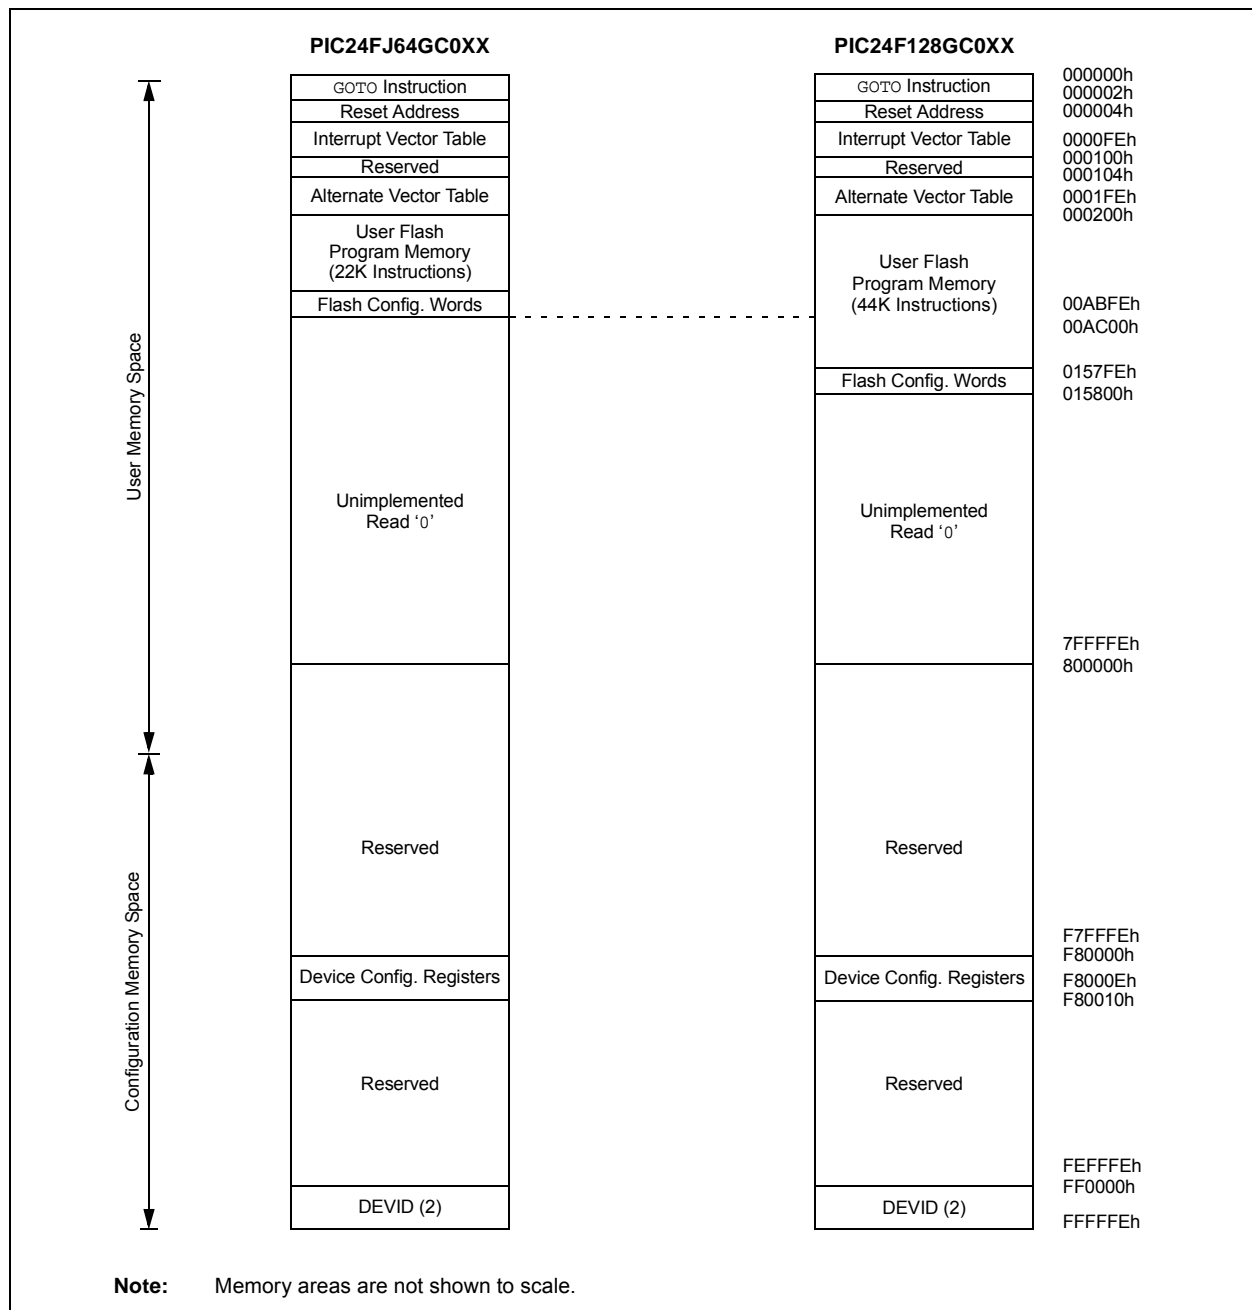 PIC24FJ64GC0XX
GOTO Instruction
Reset Address
Interrupt Vector Table
Reserved
Alternate Vector Table
User Flash
Program Memory
(22K Instructions)
Flash Config. Words
Unimplemented
Read ‘0’
Reserved
Device Config. Registers
Reserved
DEVID (2)
PIC24F128GC0XX
GOTO Instruction
Reset Address
Interrupt Vector Table
Reserved
Alternate Vector Table
User Flash
Program Memory
(44K Instructions)
Flash Config. Words
Unimplemented
Read ‘0’
Reserved
Device Config. Registers
Reserved
DEVID (2)
000000h
000002h
000004h
0000FEh
000100h
000104h
0001FEh
000200h
00ABFEh
00AC00h
0157FEh
015800h
7FFFFEh
800000h
F7FFFEh
F80000h
F8000Eh
F80010h
FEFFFEh
FF0000h
FFFFFEh
User Memory Space
Configuration Memory Space
Note: Memory areas are not shown to scale.